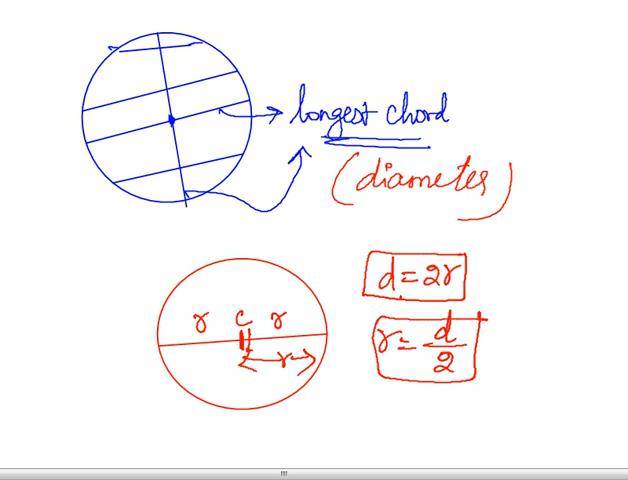 longest chord
(diameter)
d=2r
r c r
r
r=d/2